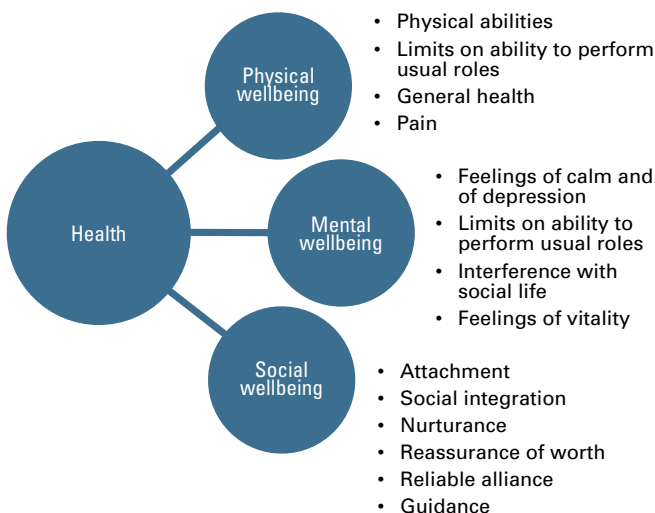 Health
Physical
wellbeing
• Physical abilities
• Limits on ability to perform
usual roles
• General health
• Pain
Mental
wellbeing
• Feelings of calm and
of depression
• Limits on ability to
perform usual roles
• Interference with
social life
• Feelings of vitality
Social
wellbeing
• Attachment
• Social integration
• Nurturance
• Reassurance of worth
• Reliable alliance
• Guidance